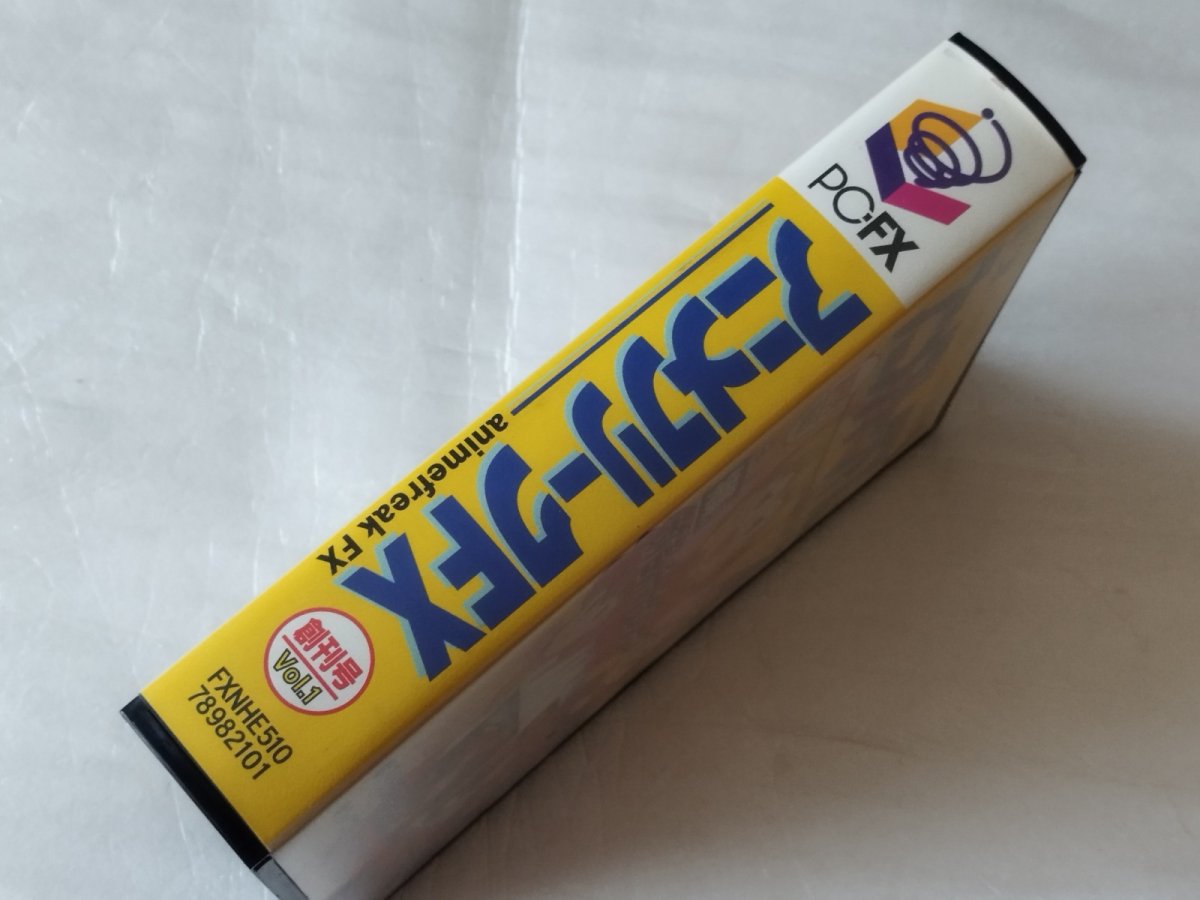 PC-FX
アニメフリークFX
animefreak FX
創刊号
Vol.1
FXNHE510
78982101